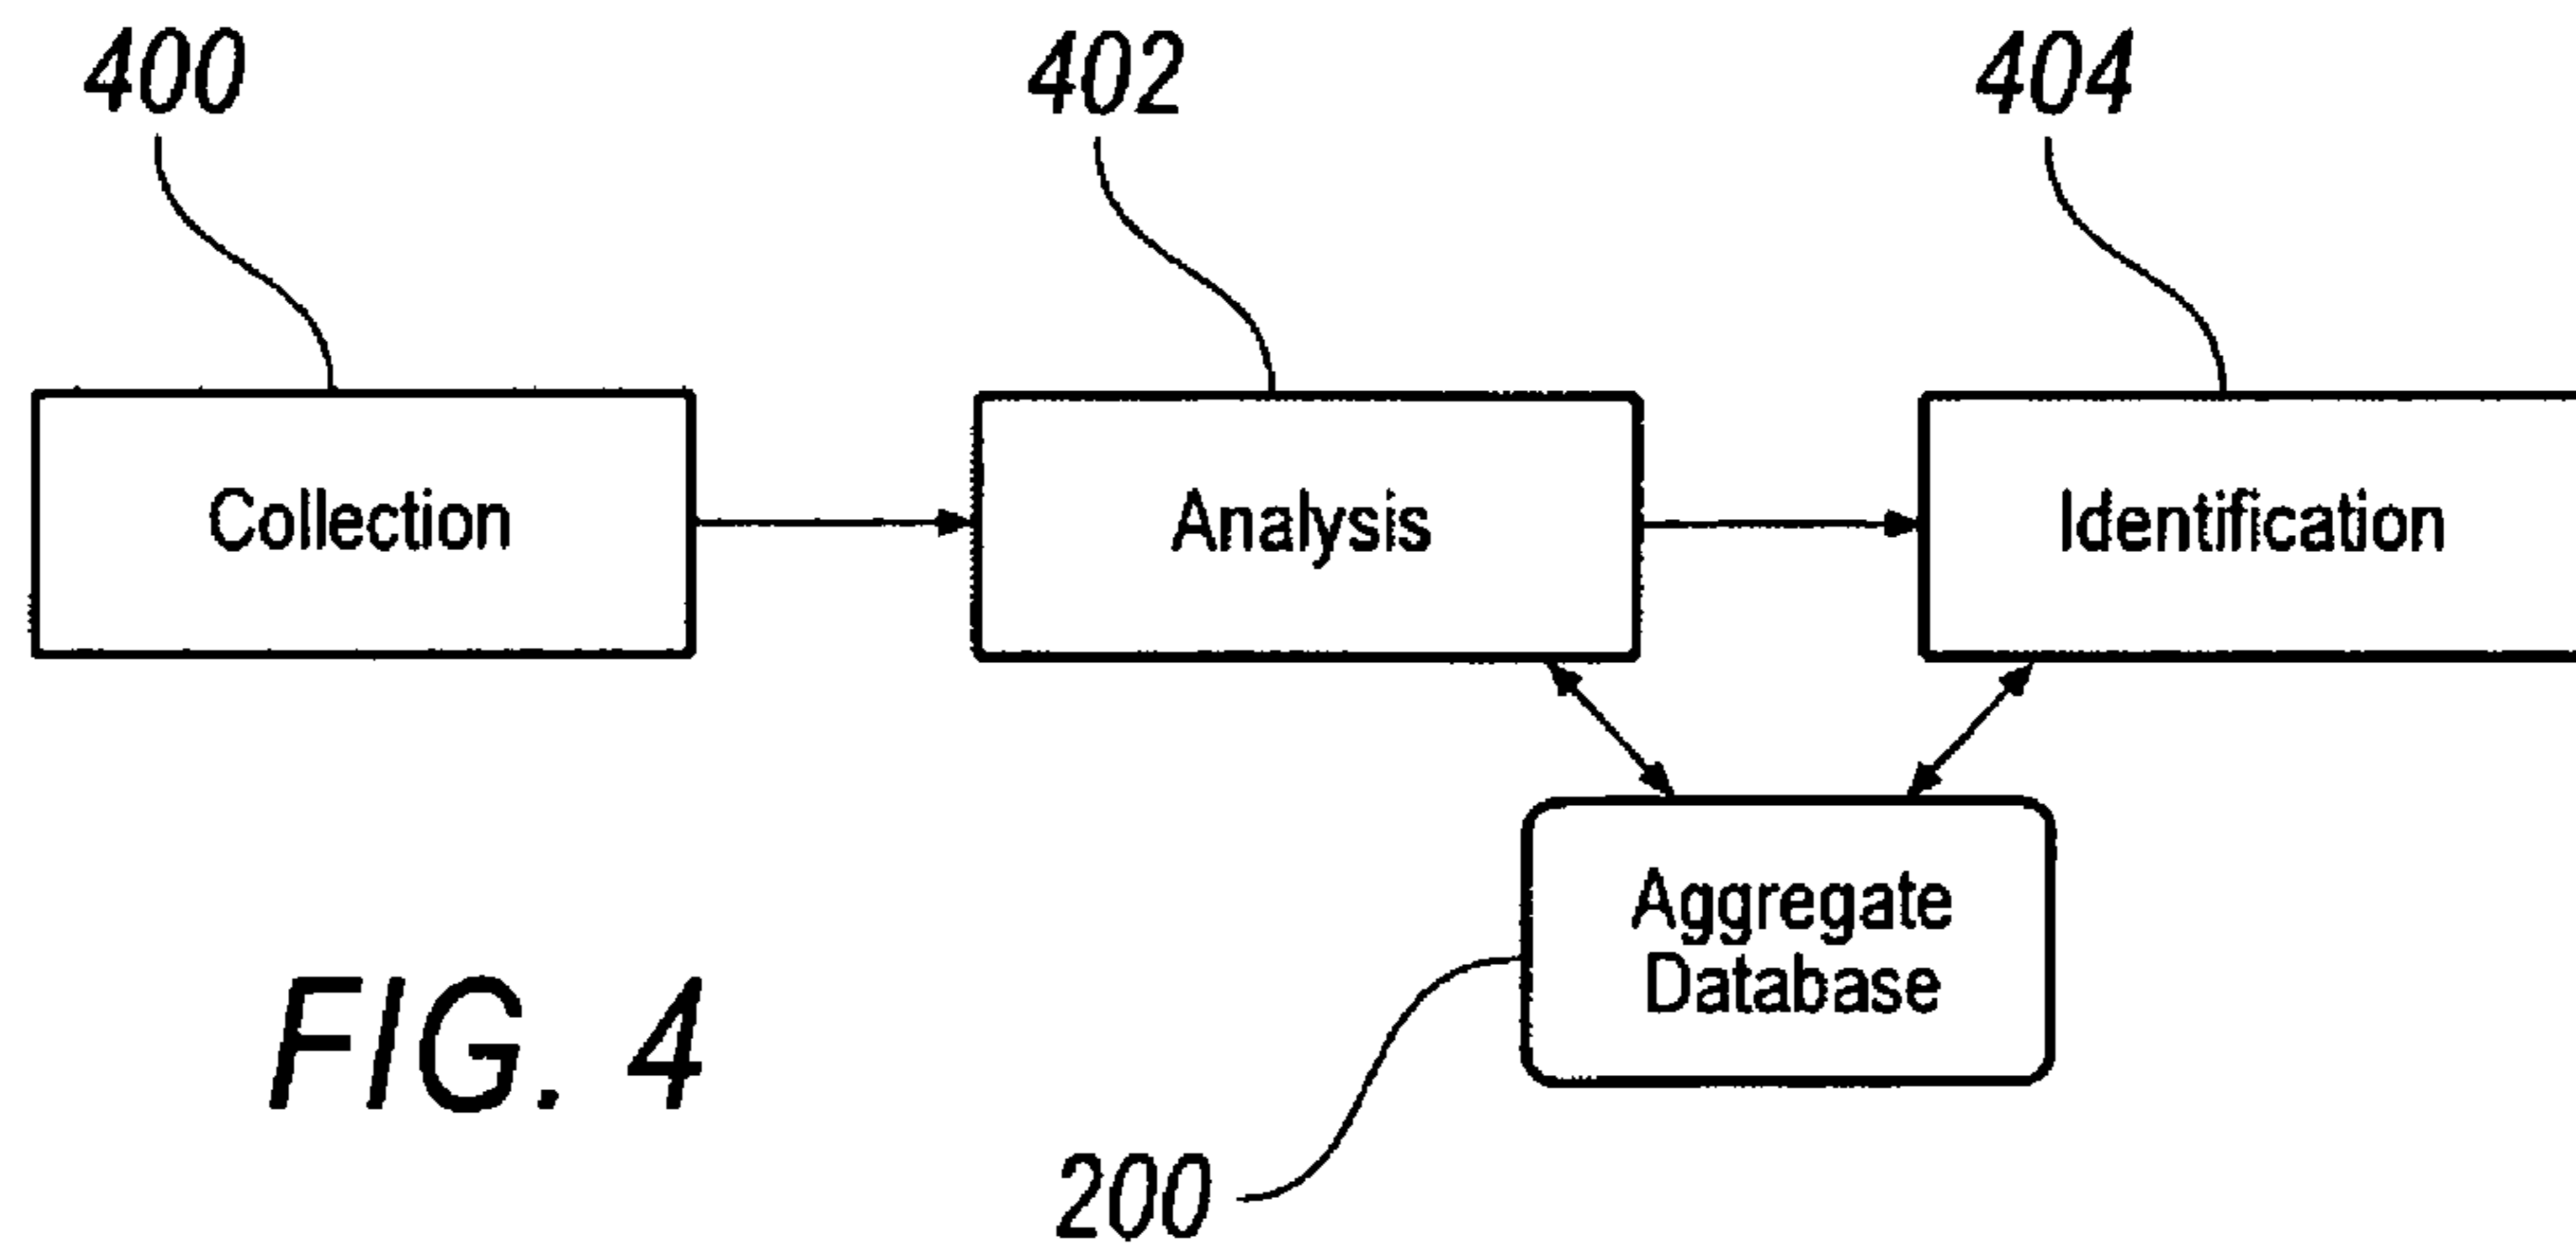 400
402
404
Collection
Analysis
Identification
Aggregate
Database
FIG. 4
200